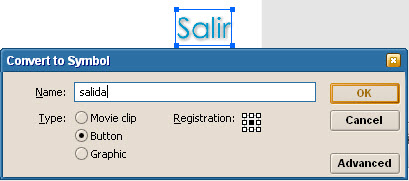 Salir
Convert to Symbol
Name: salida OK
Type: Movie clip Registration: Cancel
Button
Graphic Advanced